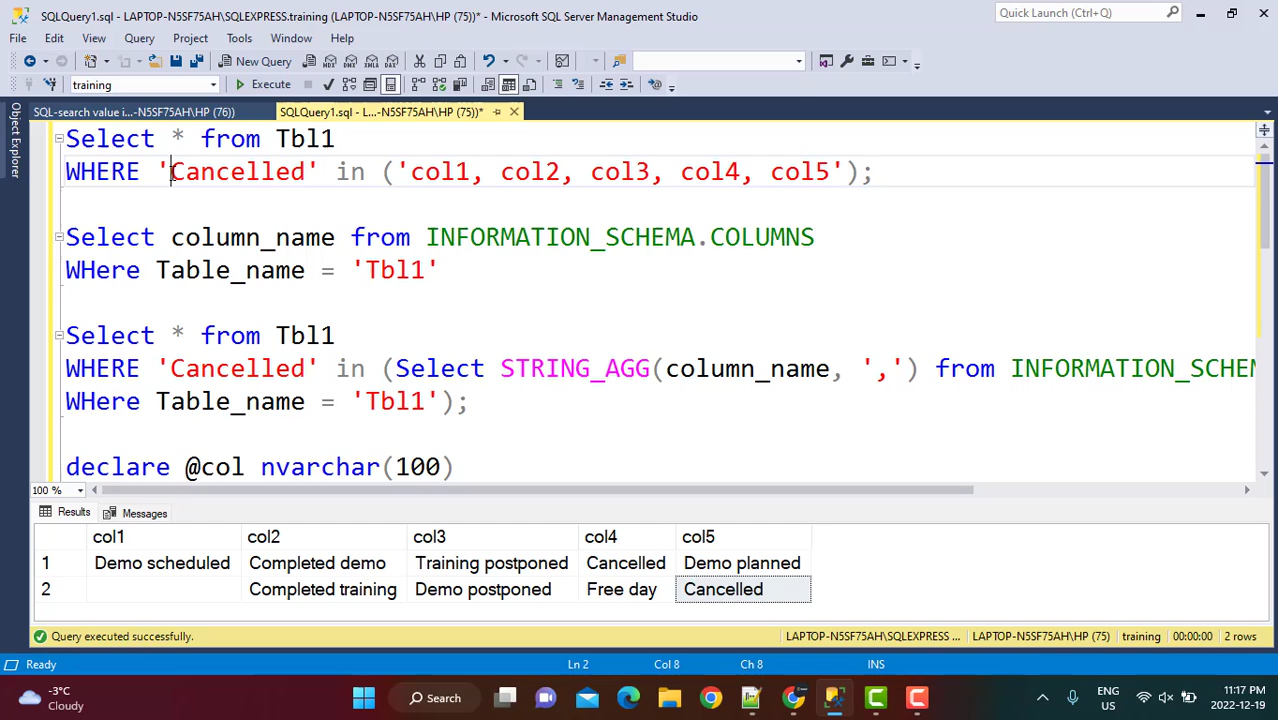 SQLQuery1.sql - LAPTOP-N5SF75AH\SQLEXPRESS.training (LAPTOP-N5SF75AH\HP (75))* - Microsoft SQL Server Management Studio
Quick Launch (Ctrl+Q)
File Edit View Query Project Tools Window Help
New Query
training
Execute
SQL-search value i...-N5SF75AH\HP (76))
SQLQuery1.sql - L...-N5SF75AH\HP (75))*
Object Explorer
Select * from Tbl1
WHERE 'Cancelled' in ('col1, col2, col3, col4, col5');
Select column_name from INFORMATION_SCHEMA.COLUMNS
WHere Table_name = 'Tbl1'
Select * from Tbl1
WHERE 'Cancelled' in (Select STRING_AGG(column_name, ',') from INFORMATION_SCHEM
WHere Table_name = 'Tbl1');
declare @col nvarchar(100)
100 %
Results Messages
col1 col2 col3 col4 col5
1 Demo scheduled Completed demo Training postponed Cancelled Demo planned
2 Completed training Demo postponed Free day Cancelled
Query executed successfully. LAPTOP-N5SF75AH\SQLEXPRESS ... LAPTOP-N5SF75AH\HP (75) training 00:00:00 2 rows
Ready Ln 2 Col 8 Ch 8 INS
-3°C
Cloudy
Search
ENG
US
11:17 PM
2022-12-19